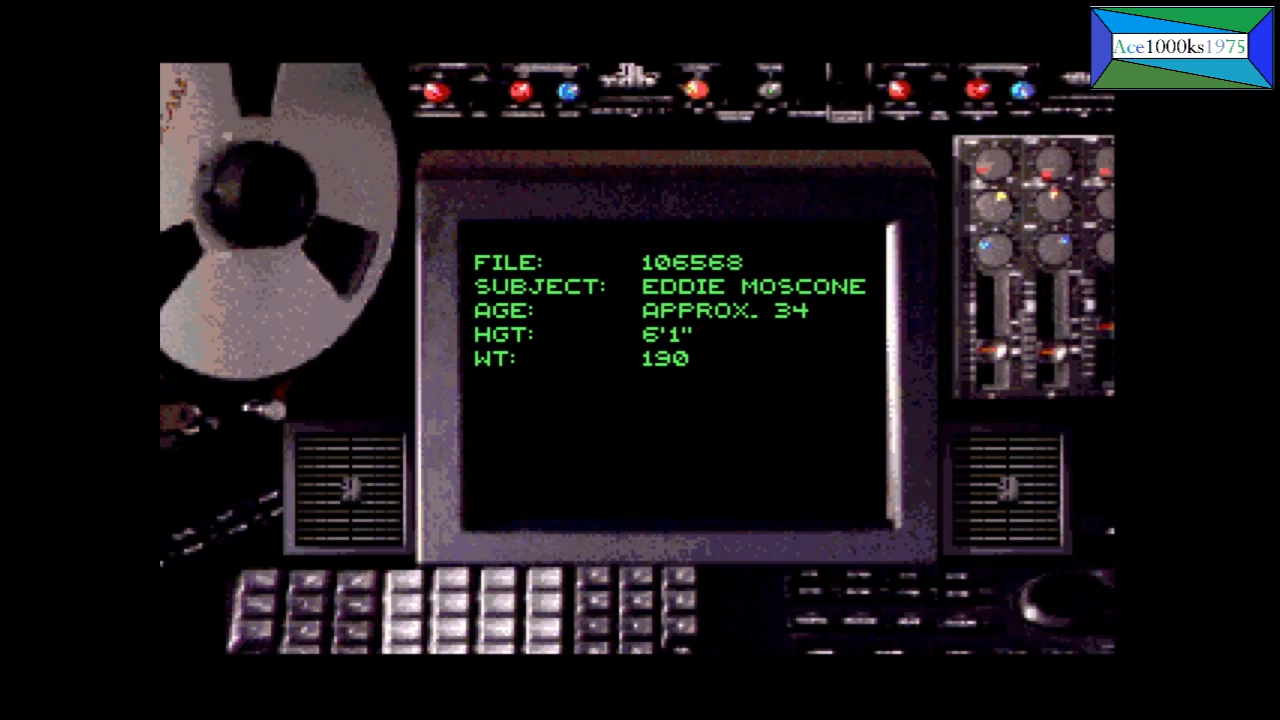 Ace1000ks1975
FILE: 106568
SUBJECT: EDDIE MOSCONE
AGE: APPROX. 34
HGT: 6'1"
WT: 190